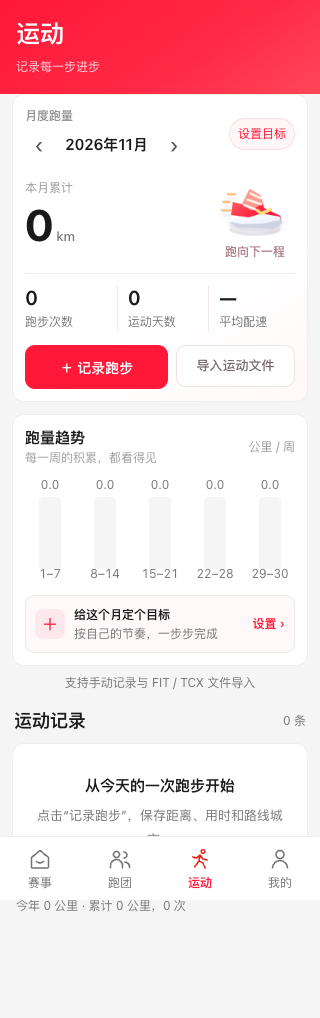 运动
记录每一步进步
月度跑量
‹ 2026年11月 ›
设置目标
本月累计
0 km
跑向下一程
0
跑步次数
0
运动天数
—
平均配速
+ 记录跑步
导入运动文件
跑量趋势
每一周的积累，都看得见
公里 / 周
0.0 0.0 0.0 0.0 0.0
1–7 8–14 15–21 22–28 29–30
给这个月定个目标
按自己的节奏，一步步完成
设置 ›
支持手动记录与 FIT / TCX 文件导入
运动记录
0 条
从今天的一次跑步开始
点击“记录跑步”，保存距离、用时和路线城
赛事 跑团 运动 我的
今年 0 公里 · 累计 0 公里，0 次